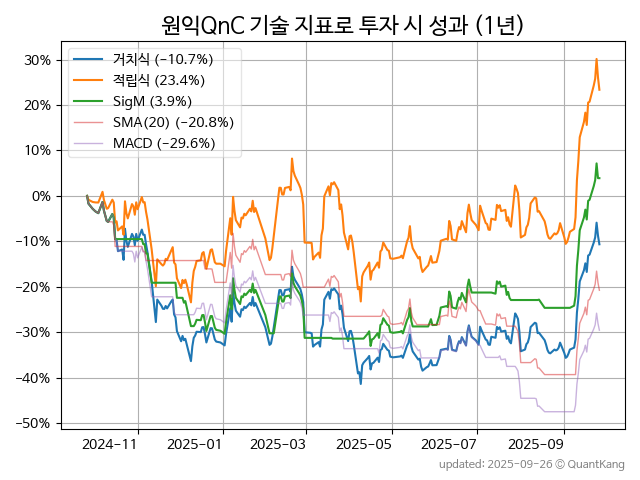 원익QnC 기술 지표로 투자 시 성과 (1년)
거치식 (-10.7%)
적립식 (23.4%)
SigM (3.9%)
SMA(20) (-20.8%)
MACD (-29.6%)
30%
20%
10%
0%
-10%
-20%
-30%
-40%
-50%
2024-11
2025-01
2025-03
2025-05
2025-07
2025-09
updated: 2025-09-26 © QuantKang